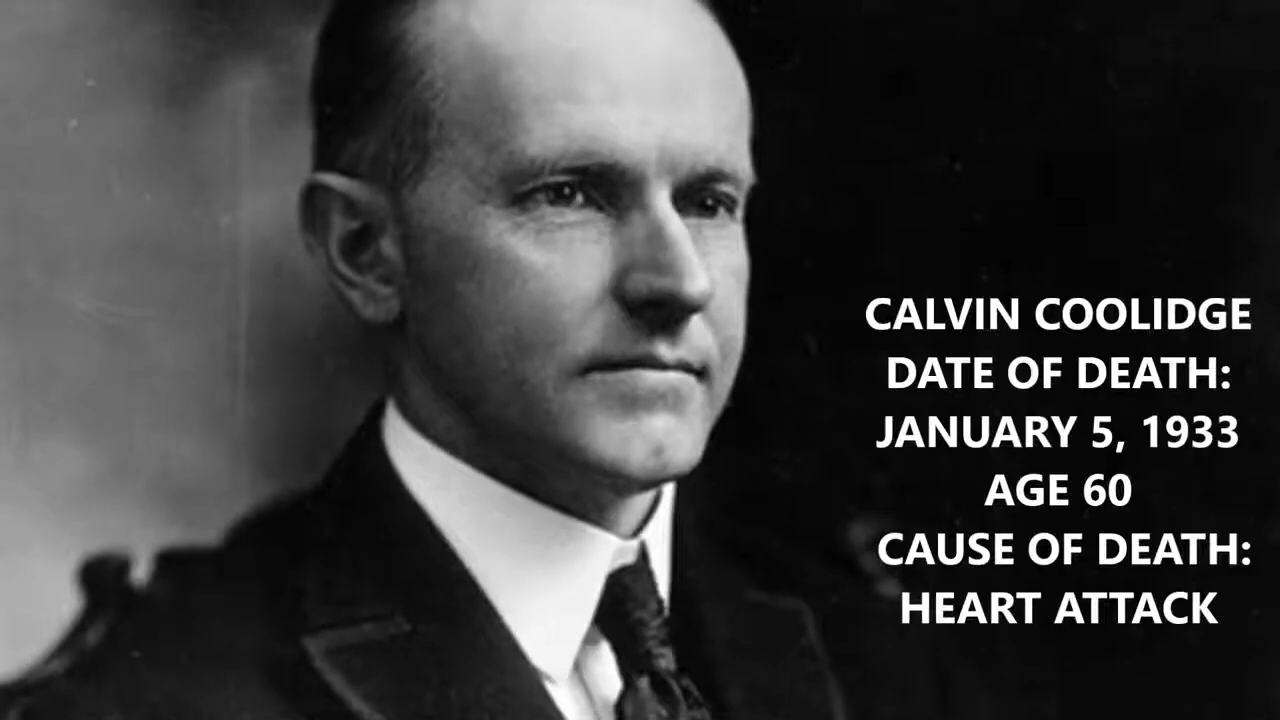 CALVIN COOLIDGE
DATE OF DEATH:
JANUARY 5, 1933
AGE 60
CAUSE OF DEATH:
HEART ATTACK